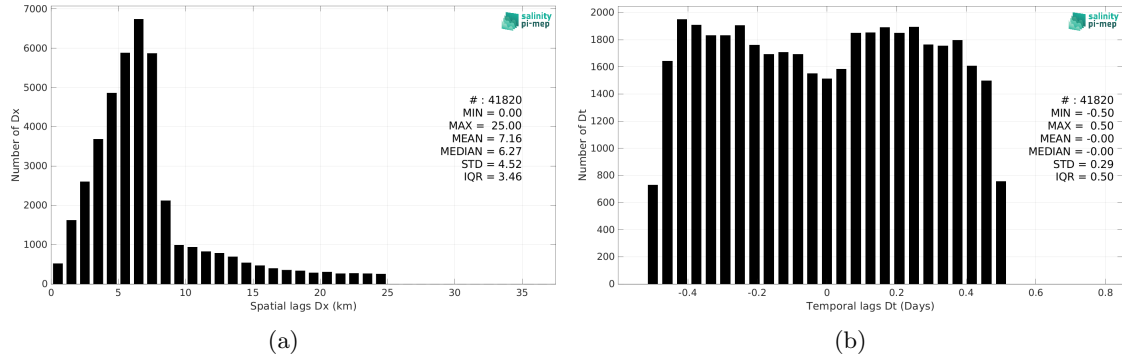 7000
6000
5000
4000
3000
2000
1000
0
Number of Dx
salinity
pi-mep
# : 41820
MIN = 0.00
MAX = 25.00
MEAN = 7.16
MEDIAN = 6.27
STD = 4.52
IQR = 3.46
0 5 10 15 20 25 30 35
Spatial lags Dx (km)
(a)
2000
1800
1600
1400
1200
1000
800
600
400
200
0
Number of Dt
salinity
pi-mep
# : 41820
MIN = -0.50
MAX = 0.50
MEAN = -0.00
MEDIAN = -0.00
STD = 0.29
IQR = 0.50
-0.4 -0.2 0 0.2 0.4 0.6 0.8
Temporal lags Dt (Days)
(b)